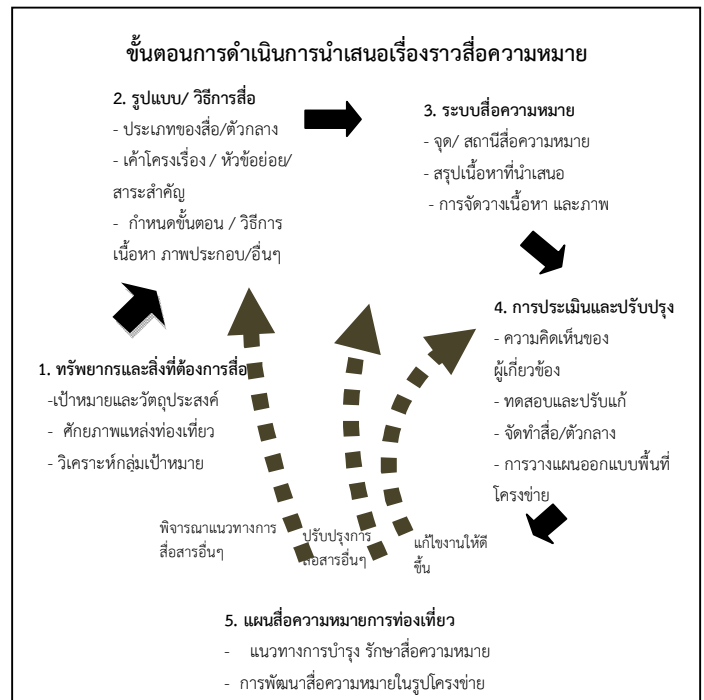 ขั้นตอนการดำเนินการนำเสนอเรื่องราวสื่อความหมาย
2. รูปแบบ/ วิธีการสื่อ
- ประเภทของสื่อ/ตัวกลาง
- เค้าโครงเรื่อง / หัวข้อย่อย/
สาระสำคัญ
- กำหนดขั้นตอน / วิธีการ
เนื้อหา ภาพประกอบ/อื่นๆ
3. ระบบสื่อความหมาย
- จุด/ สถานีสื่อความหมาย
- สรุปเนื้อหาที่นำเสนอ
- การจัดวางเนื้อหา และภาพ
1. ทรัพยากรและสิ่งที่ต้องการสื่อ
-เป้าหมายและวัตถุประสงค์
- ศักยภาพแหล่งท่องเที่ยว
- วิเคราะห์กลุ่มเป้าหมาย
4. การประเมินและปรับปรุง
- ความคิดเห็นของ
ผู้เกี่ยวข้อง
- ทดสอบและปรับแก้
- จัดทำสื่อ/ตัวกลาง
- การวางแผนออกแบบพื้นที่
โครงข่าย
พิจารณาแนวทางการ
สื่อสารอื่นๆ
ปรับปรุงการ
สื่อสารอื่นๆ
แก้ไขงานให้ดี
ขึ้น
5. แผนสื่อความหมายการท่องเที่ยว
- แนวทางการบำรุง รักษาสื่อความหมาย
- การพัฒนาสื่อความหมายในรูปโครงข่าย